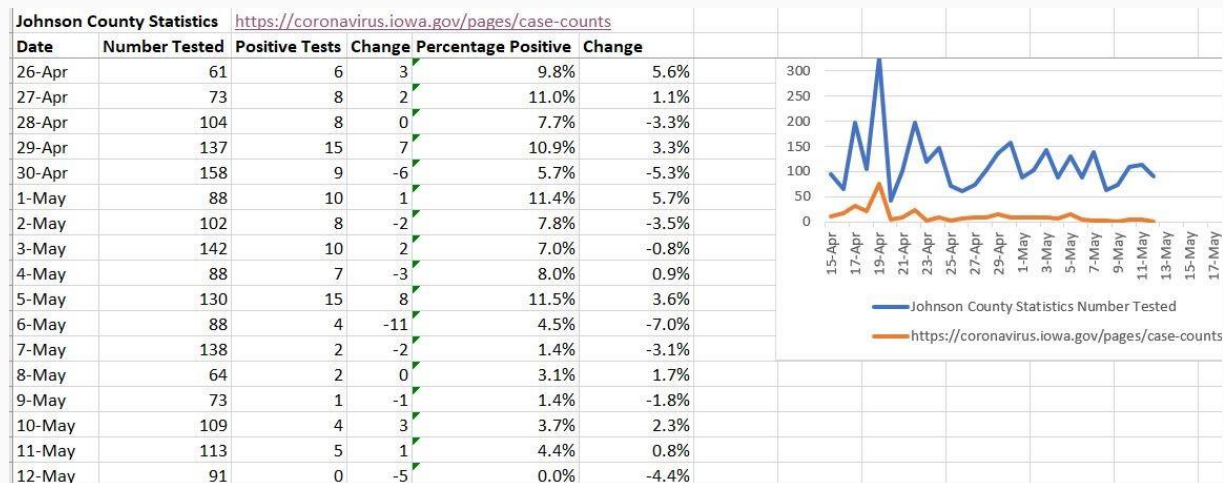 Johnson County Statistics https://coronavirus.iowa.gov/pages/case-counts
Date Number Tested Positive Tests Change Percentage Positive Change
26-Apr 61 6 3 9.8% 5.6%
27-Apr 73 8 2 11.0% 1.1%
28-Apr 104 8 0 7.7% -3.3%
29-Apr 137 15 7 10.9% 3.3%
30-Apr 158 9 -6 5.7% -5.3%
1-May 88 10 1 11.4% 5.7%
2-May 102 8 -2 7.8% -3.5%
3-May 142 10 2 7.0% -0.8%
4-May 88 7 -3 8.0% 0.9%
5-May 130 15 8 11.5% 3.6%
6-May 88 4 -11 4.5% -7.0%
7-May 138 2 -2 1.4% -3.1%
8-May 64 2 0 3.1% 1.7%
9-May 73 1 -1 1.4% -1.8%
10-May 109 4 3 3.7% 2.3%
11-May 113 5 1 4.4% 0.8%
12-May 91 0 -5 0.0% -4.4%
300
250
200
150
100
50
0
15-Apr 17-Apr 19-Apr 21-Apr 23-Apr 25-Apr 27-Apr 29-Apr 1-May 3-May 5-May 7-May 9-May 11-May 13-May 15-May 17-May
Johnson County Statistics Number Tested
https://coronavirus.iowa.gov/pages/case-counts